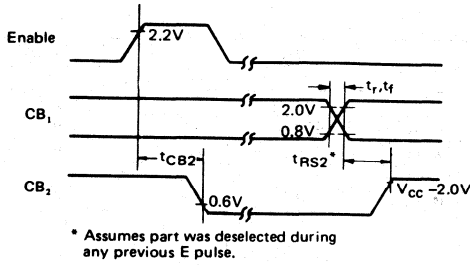 Enable
2.2V
tr,tf
CB1
2.0V
0.8V
tCB2
tRS2*
CB2
0.6V
VCC –2.0V
* Assumes part was deselected during
any previous E pulse.